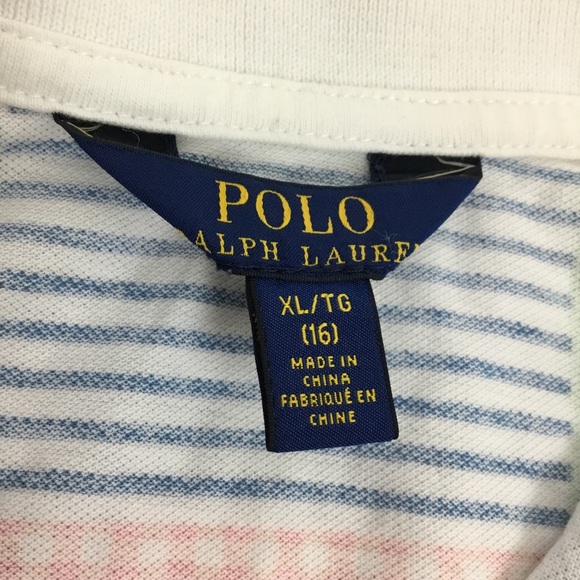 POLO
RALPH LAUREN
XL/TG
(16)
MADE IN
CHINA
FABRIQUÉ EN
CHINE